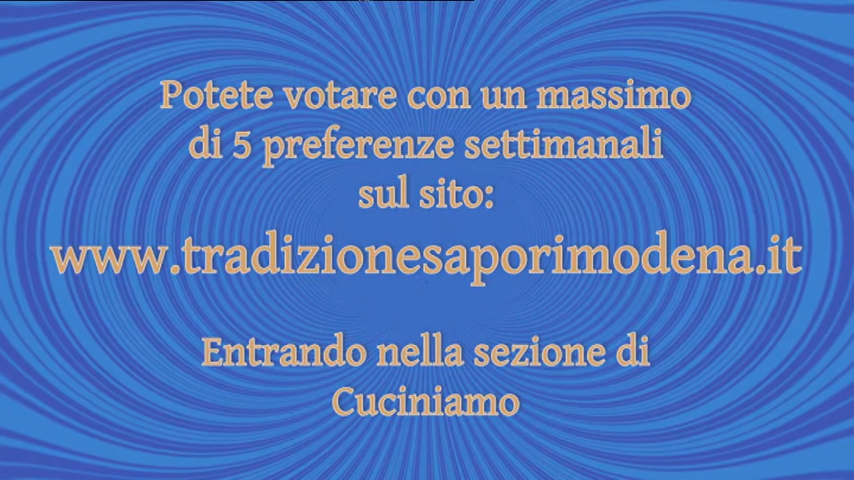 Potete votare con un massimo
di 5 preferenze settimanali
sul sito:
www.tradizionesaporimodena.it
Entrando nella sezione di
Cuciniamo